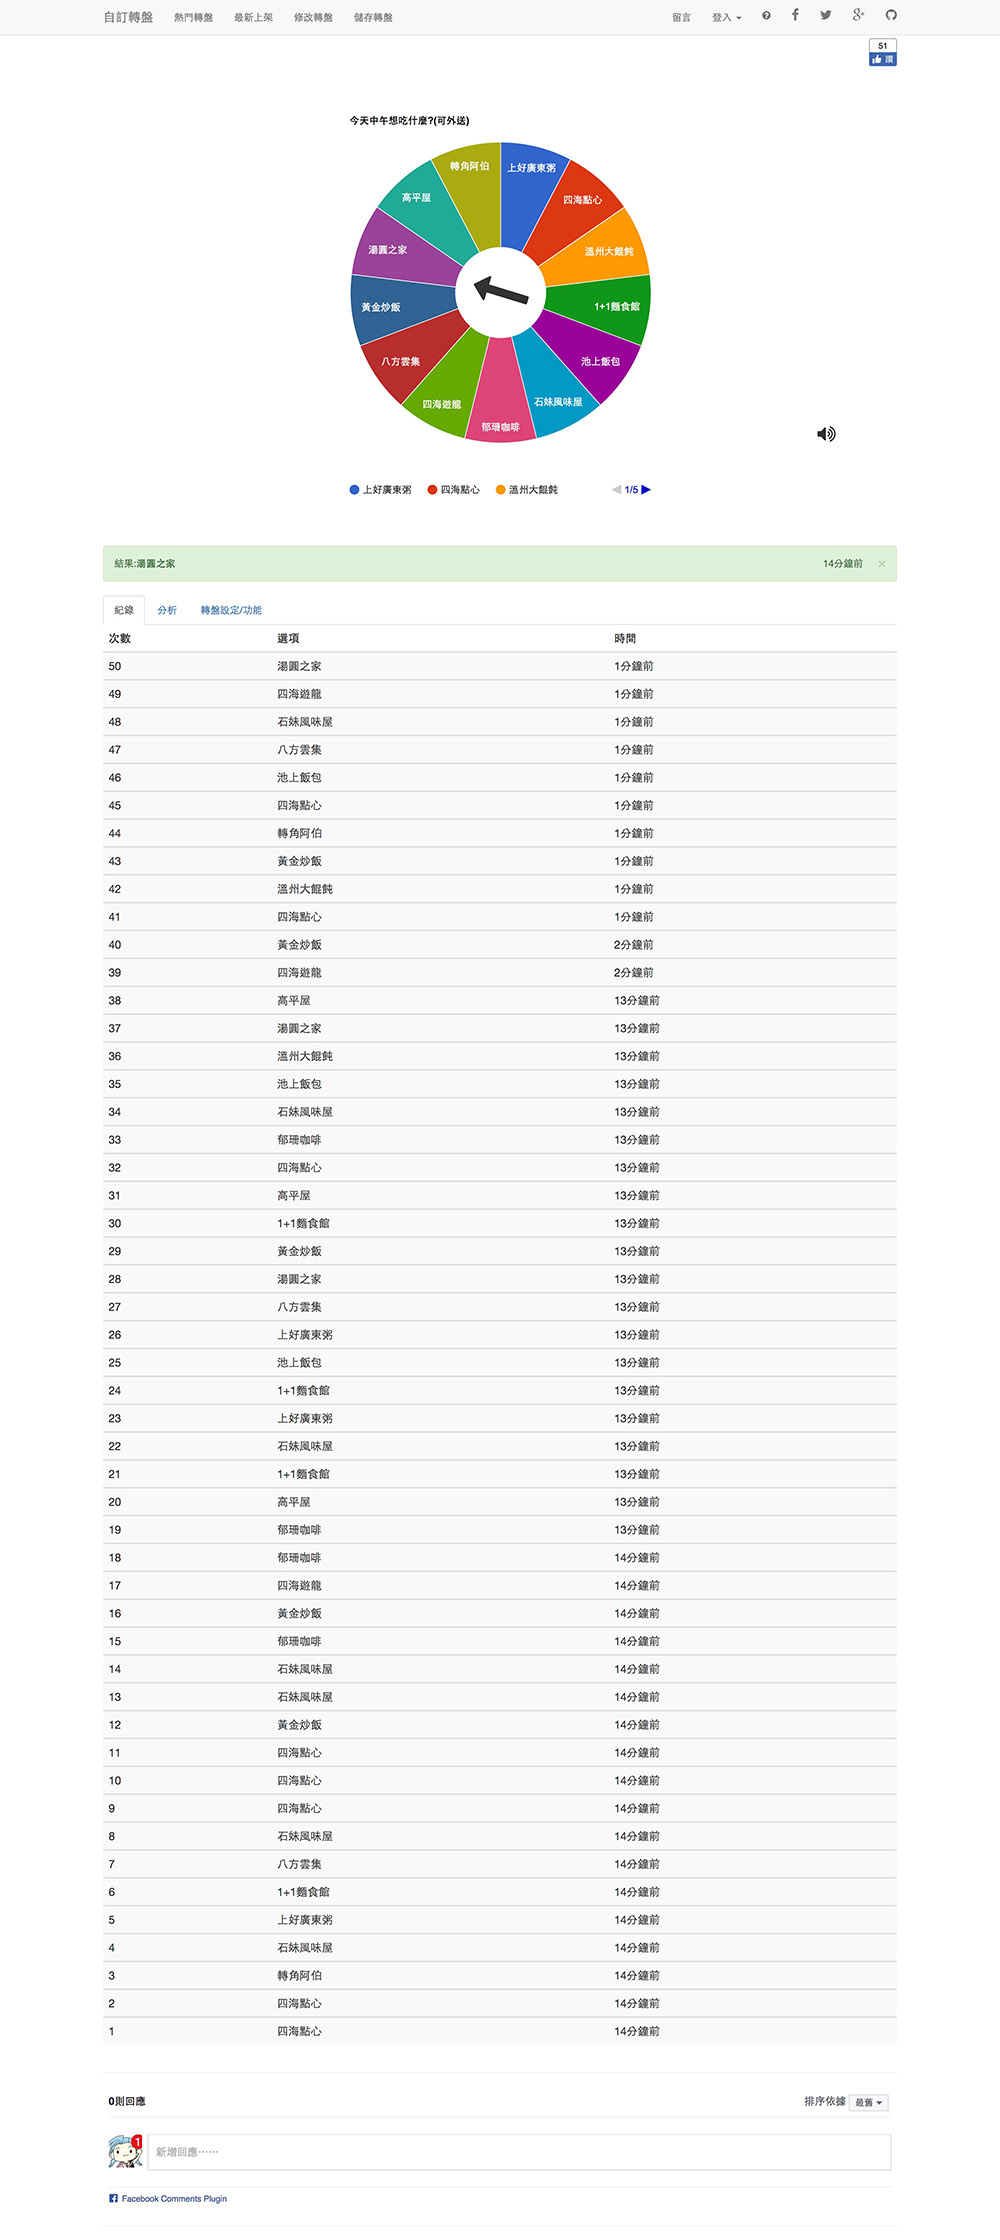 自訂轉盤 熱門轉盤 最新上架 修改轉盤 儲存轉盤 留言 登入
51
讚
今天中午想吃什麼?(可外送)
轉角阿伯 上好廣東粥
高平屋 四海點心
湯圓之家 溫州大餛飩
黃金炒飯 1+1麵食館
八方雲集 池上飯包
四海遊龍 石妹風味屋
郁珊咖啡
上好廣東粥 四海點心 溫州大餛飩 1/5
結果:湯圓之家 14分鐘前 ×
紀錄 分析 轉盤設定/功能
次數 選項 時間
50 湯圓之家 1分鐘前
49 四海遊龍 1分鐘前
48 石妹風味屋 1分鐘前
47 八方雲集 1分鐘前
46 池上飯包 1分鐘前
45 四海點心 1分鐘前
44 轉角阿伯 1分鐘前
43 黃金炒飯 1分鐘前
42 溫州大餛飩 1分鐘前
41 四海點心 1分鐘前
40 黃金炒飯 2分鐘前
39 四海遊龍 2分鐘前
38 高平屋 13分鐘前
37 湯圓之家 13分鐘前
36 溫州大餛飩 13分鐘前
35 池上飯包 13分鐘前
34 石妹風味屋 13分鐘前
33 郁珊咖啡 13分鐘前
32 四海點心 13分鐘前
31 高平屋 13分鐘前
30 1+1麵食館 13分鐘前
29 黃金炒飯 13分鐘前
28 湯圓之家 13分鐘前
27 八方雲集 13分鐘前
26 上好廣東粥 13分鐘前
25 池上飯包 13分鐘前
24 1+1麵食館 13分鐘前
23 上好廣東粥 13分鐘前
22 石妹風味屋 13分鐘前
21 1+1麵食館 13分鐘前
20 高平屋 13分鐘前
19 郁珊咖啡 13分鐘前
18 郁珊咖啡 14分鐘前
17 四海遊龍 14分鐘前
16 黃金炒飯 14分鐘前
15 郁珊咖啡 14分鐘前
14 石妹風味屋 14分鐘前
13 石妹風味屋 14分鐘前
12 黃金炒飯 14分鐘前
11 四海點心 14分鐘前
10 四海點心 14分鐘前
9 四海點心 14分鐘前
8 石妹風味屋 14分鐘前
7 八方雲集 14分鐘前
6 1+1麵食館 14分鐘前
5 上好廣東粥 14分鐘前
4 石妹風味屋 14分鐘前
3 轉角阿伯 14分鐘前
2 四海點心 14分鐘前
1 四海點心 14分鐘前
0則回應 排序依據 最舊
1 新增回應……
Facebook Comments Plugin